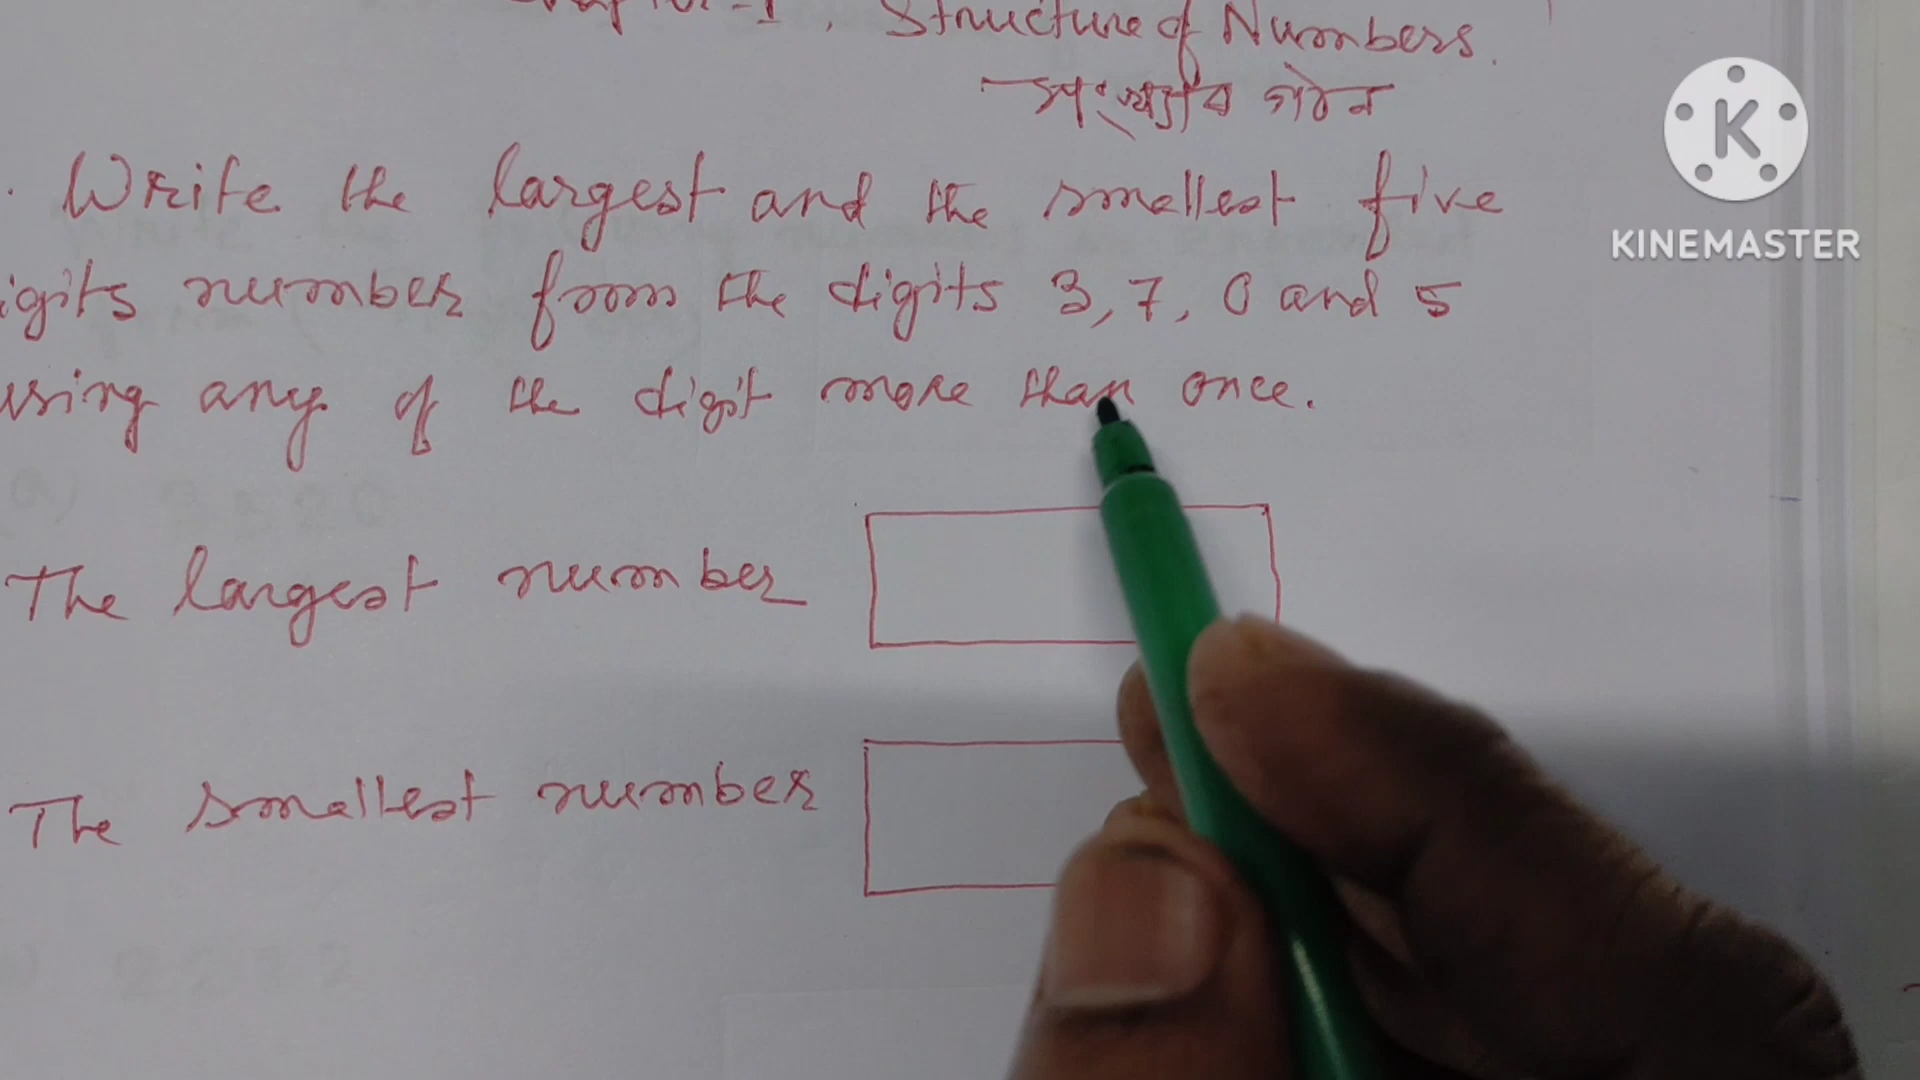 Chapter-1, Structure of Numbers.
সংখ্যার গঠন
Write the largest and the smallest five
igits number from the digits 3, 7, 0 and 5
using any of the digit more than once.
The largest number
The smallest number
K
KINEMASTER